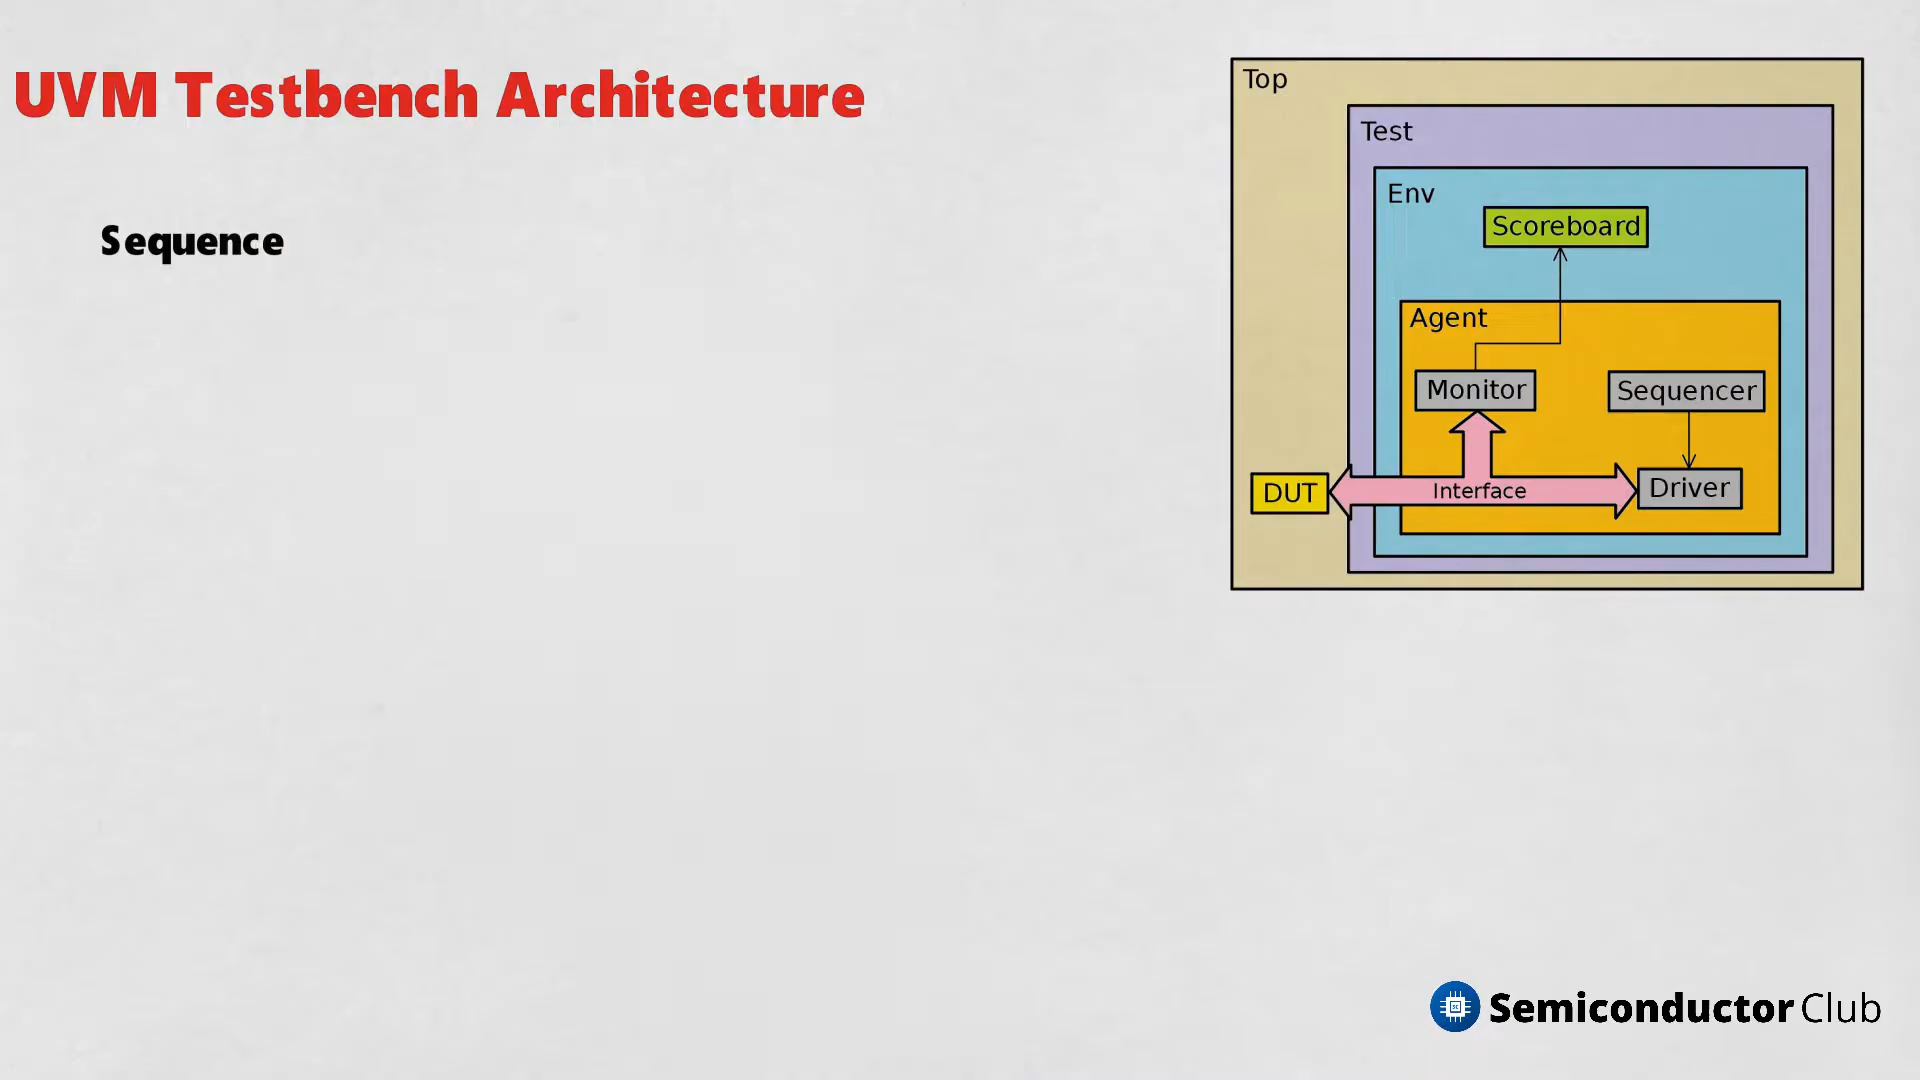 UVM Testbench Architecture
Sequence
Top
Test
Env
Scoreboard
Agent
Monitor
Sequencer
DUT
Interface
Driver
Semiconductor Club